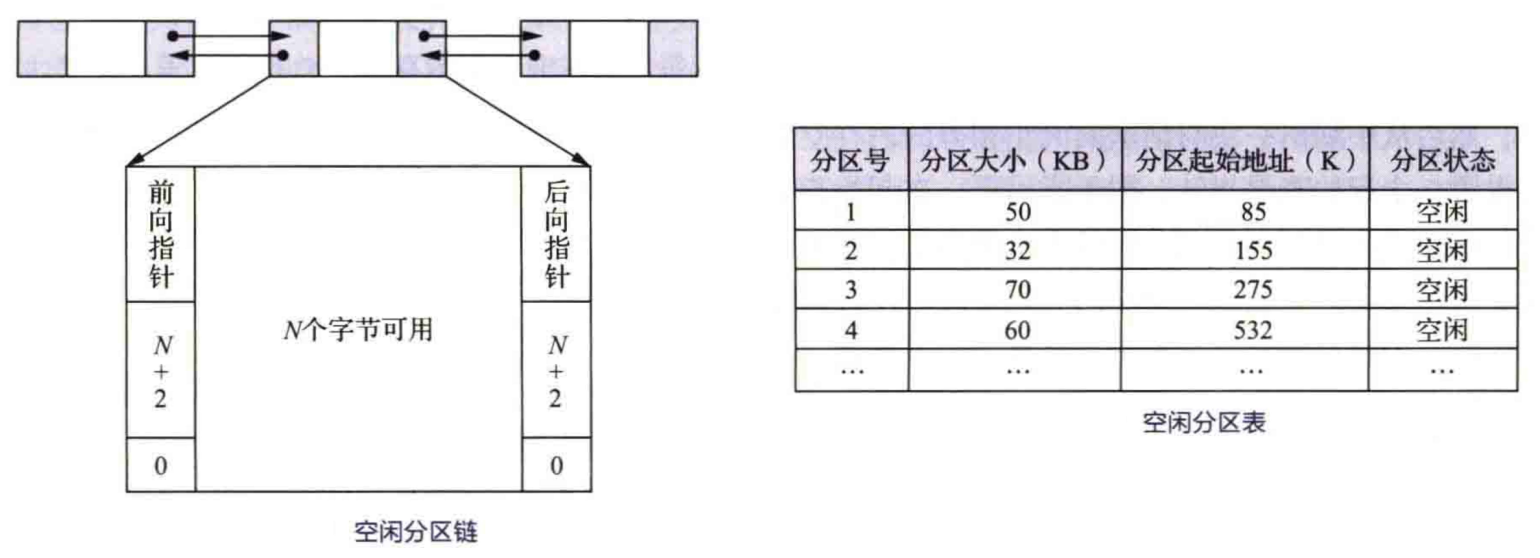 前向指针
N+2
0
N个字节可用
后向指针
N+2
0
空闲分区链
分区号 分区大小（KB） 分区起始地址（K） 分区状态
1 50 85 空闲
2 32 155 空闲
3 70 275 空闲
4 60 532 空闲
… … … …
空闲分区表